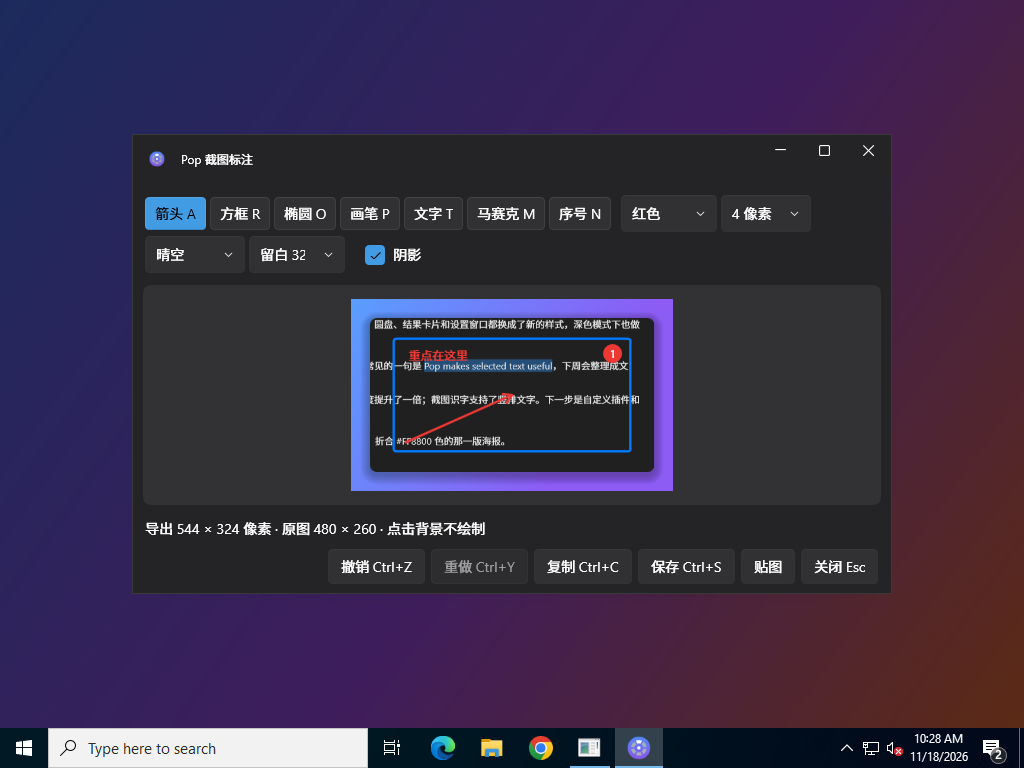 Pop 截图标注
箭头 A 方框 R 椭圆 O 画笔 P 文字 T 马赛克 M 序号 N 红色 4 像素
晴空 留白 32 阴影
圆盘、结果卡片和设置窗口都换成了新的样式，深色模式下也做
重点在这里 1
常见的一句是 Pop makes selected text useful，下周会整理成文
度提升了一倍；截图识字支持了竖排文字。下一步是自定义插件和
折合 #FF8800 色的那一版海报。
导出 544 × 324 像素 · 原图 480 × 260 · 点击背景不绘制
撤销 Ctrl+Z 重做 Ctrl+Y 复制 Ctrl+C 保存 Ctrl+S 贴图 关闭 Esc
Type here to search
10:28 AM
11/18/2026
2